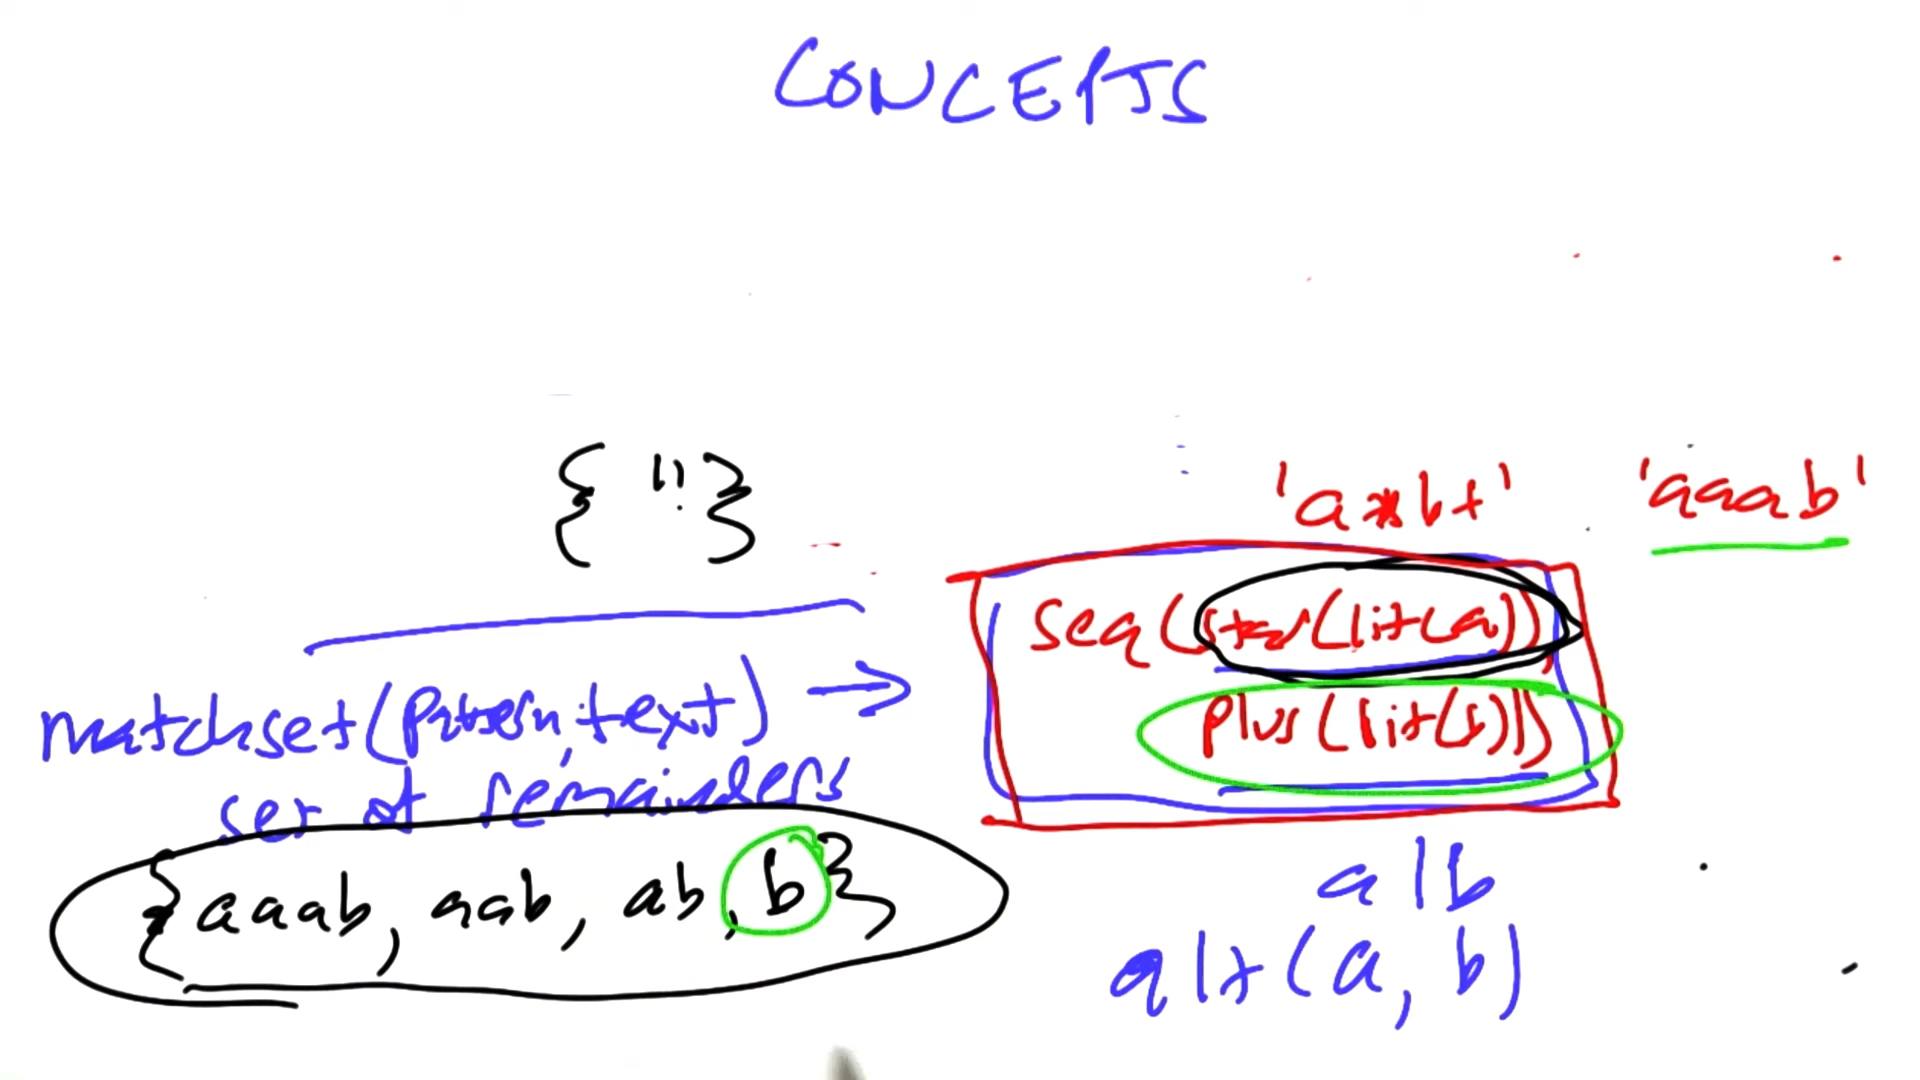 CONCEPTS
{ '' }
'a*b+' 'aaab'
seq(star(lit(a)),
plus(lit(b)))
matchset(pattern, text) →
set of remainders
{aaab, aab, ab, b}
a|b
alt(a, b)